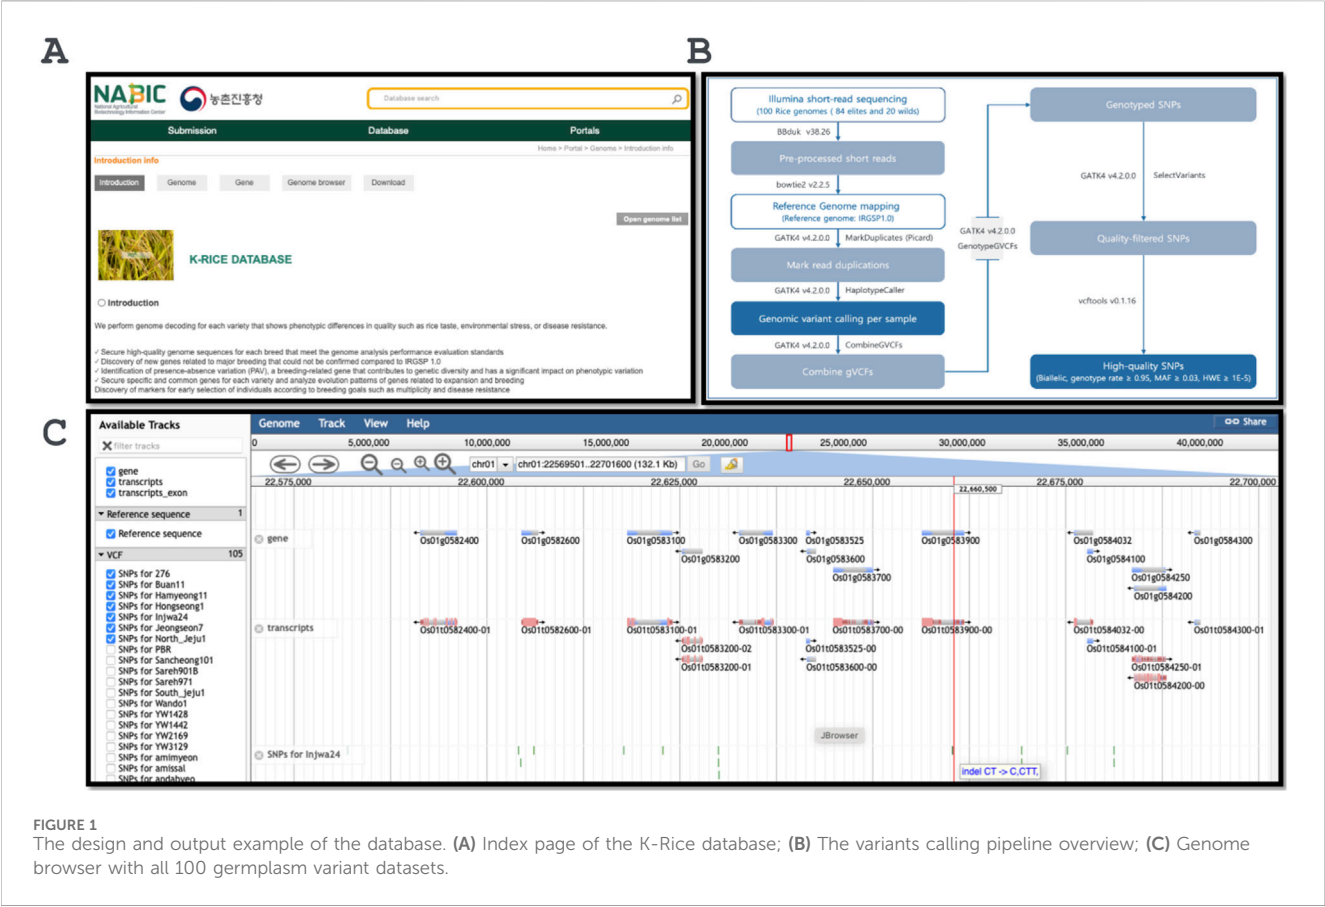 A
NABIC
National Agricultural
Biotechnology Information Center
농촌진흥청
Database search
Submission Database Portals
Home > Portal > Genome > Introduction info
Introduction info
Introduction Genome Gene Genome browser Download
Open genome list
K-RICE DATABASE
Introduction
We perform genome decoding for each variety that shows phenotypic differences in quality such as rice taste, environmental stress, or disease resistance.
✓ Secure high-quality genome sequences for each breed that meet the genome analysis performance evaluation standards
✓ Discovery of new genes related to major breeding that could not be confirmed compared to IRGSP 1.0
✓ Identification of presence-absence variation (PAV), a breeding-related gene that contributes to genetic diversity and has a significant impact on phenotypic variation
✓ Secure specific and common genes for each variety and analyze evolution patterns of genes related to expansion and breeding
Discovery of markers for early selection of individuals according to breeding goals such as multiplicity and disease resistance
B
Illumina short-read sequencing
(100 Rice genomes ( 84 elites and 20 wilds)
BBduk v38.26
Pre-processed short reads
bowtie2 v2.2.5
Reference Genome mapping
(Reference genome: IRGSP1.0)
GATK4 v4.2.0.0 MarkDuplicates (Picard)
Mark read duplications
GATK4 v4.2.0.0 HaplotypeCaller
Genomic variant calling per sample
GATK4 v4.2.0.0 CombineGVCFs
Combine gVCFs
GATK4 v4.2.0.0
GenotypeGVCFs
Genotyped SNPs
GATK4 v4.2.0.0 SelectVariants
Quality-filtered SNPs
vcftools v0.1.16
High-quality SNPs
(Biallelic, genotype rate ≥ 0.95, MAF ≥ 0.03, HWE ≥ 1E-5)
C
Available Tracks
filter tracks
gene
transcripts
transcripts_exon
Reference sequence 1
Reference sequence
VCF 105
SNPs for 276
SNPs for Buan11
SNPs for Hamyeong11
SNPs for Hongseong1
SNPs for Injwa24
SNPs for Jeongseon7
SNPs for North_Jeju1
SNPs for PBR
SNPs for Sancheong101
SNPs for Sareh901B
SNPs for Sareh971
SNPs for South_jeju1
SNPs for Wando1
SNPs for YW1428
SNPs for YW1442
SNPs for YW2169
SNPs for YW3129
SNPs for amimyeon
SNPs for amissal
SNPs for andabyeo
Genome Track View Help Share
0 5,000,000 10,000,000 15,000,000 20,000,000 25,000,000 30,000,000 35,000,000 40,000,000
chr01 chr01:22569501..22701600 (132.1 Kb) Go
22,575,000 22,600,000 22,625,000 22,650,000 22,675,000 22,700,000
22,660,500
gene
Os01g0582400 Os01g0582600 Os01g0583100 Os01g0583300 Os01g0583525 Os01g0583900 Os01g0584032 Os01g0584300
Os01g0583200 Os01g0583600 Os01g0584100
Os01g0583700 Os01g0584250
Os01g0584200
transcripts
Os01t0582400-01 Os01t0582600-01 Os01t0583100-01 Os01t0583300-01 Os01t0583700-00 Os01t0583900-00 Os01t0584032-00 Os01t0584300-01
Os01t0583200-02 Os01t0583525-00 Os01t0584100-01
Os01t0583200-01 Os01t0583600-00 Os01t0584250-01
Os01t0584200-00
JBrowser
SNPs for Injwa24
indel CT -> C,CTT,
FIGURE 1
The design and output example of the database. (A) Index page of the K-Rice database; (B) The variants calling pipeline overview; (C) Genome
browser with all 100 germplasm variant datasets.